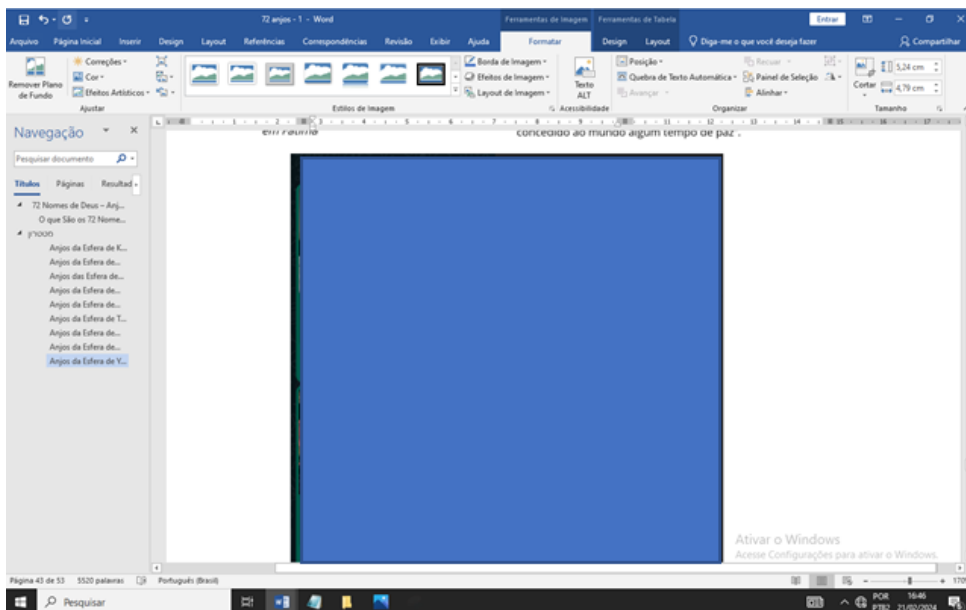 72 anjos - 1 - Word
Ferramentas de Imagem
Ferramentas de Tabela
Entrar
Arquivo Página Inicial Inserir Design Layout Referências Correspondências Revisão Exibir Ajuda Formatar Design Layout Diga-me o que você deseja fazer Compartilhar
Remover Plano de Fundo
Correções
Cor
Efeitos Artísticos
Ajustar
Estilos de Imagem
Borda de Imagem
Efeitos de Imagem
Layout de Imagem
Texto ALT
Acessibilidade
Posição
Quebra de Texto Automática
Avançar
Recuar
Painel de Seleção
Alinhar
Organizar
Cortar
5,24 cm
4,79 cm
Tamanho
Navegação
Pesquisar documento
Títulos Páginas Resultad
72 Nomes de Deus – Anj...
O que São os 72 Nome...
Anjos da Esfera de K...
Anjos da Esfera de...
Anjos das Esfera de...
Anjos da Esfera de...
Anjos da Esfera de...
Anjos da Esfera de T...
Anjos da Esfera de...
Anjos da Esfera de...
Anjos da Esfera de Y...
em Fátima
concedido ao mundo algum tempo de paz".
Ativar o Windows
Acesse Configurações para ativar o Windows.
Página 43 de 53 5520 palavras Português (Brasil)
170%
Pesquisar
POR
PTB2
16:46
21/02/2024